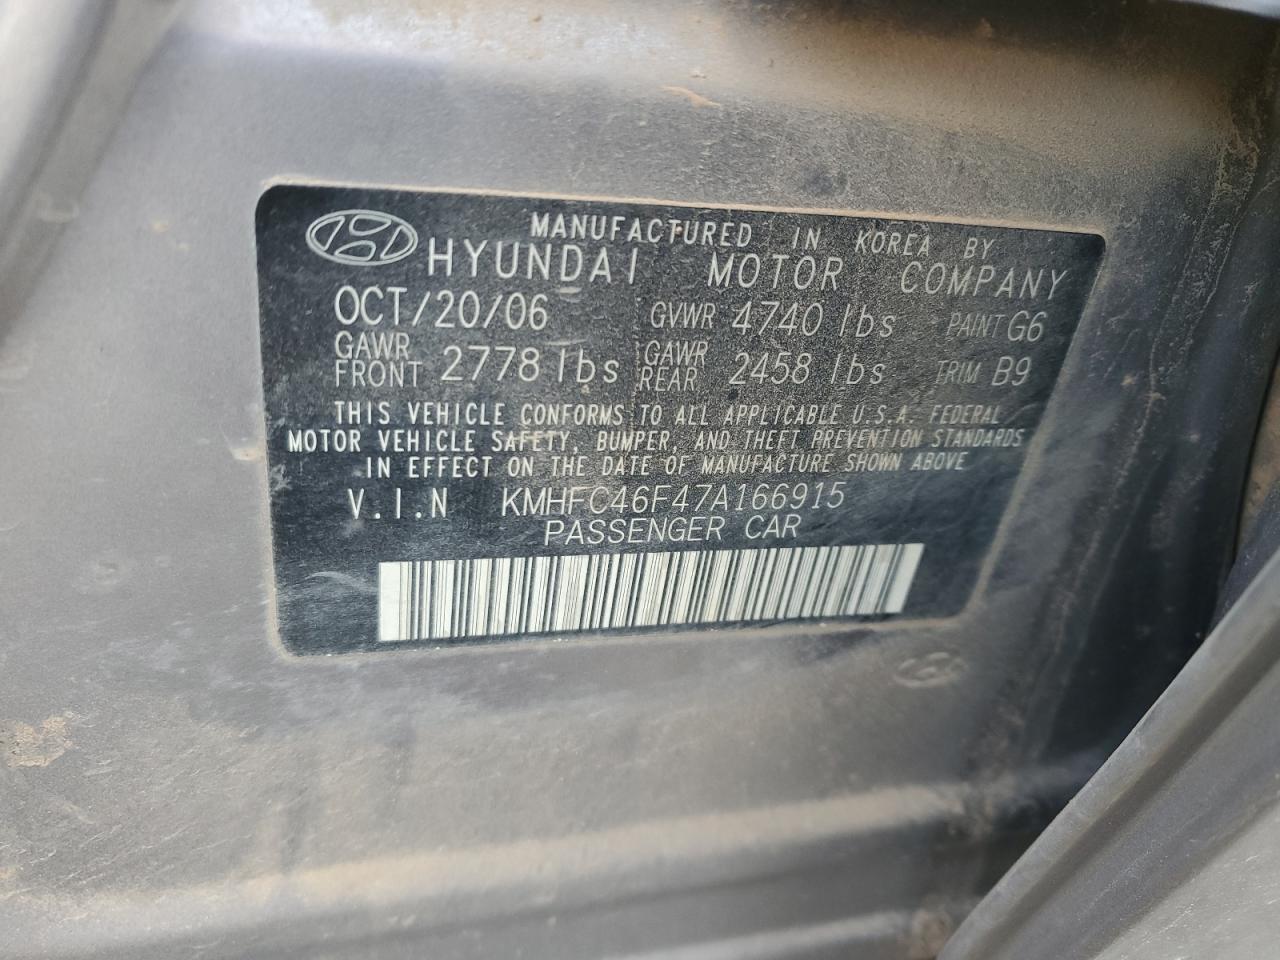 MANUFACTURED IN KOREA BY
HYUNDAI MOTOR COMPANY
OCT/20/06 GVWR 4740 lbs PAINT G6
GAWR FRONT 2778 lbs GAWR REAR 2458 lbs TRIM B9
THIS VEHICLE CONFORMS TO ALL APPLICABLE U.S.A. FEDERAL
MOTOR VEHICLE SAFETY, BUMPER, AND THEFT PREVENTION STANDARDS
IN EFFECT ON THE DATE OF MANUFACTURE SHOWN ABOVE
V.I.N KMHFC46F47A166915
PASSENGER CAR